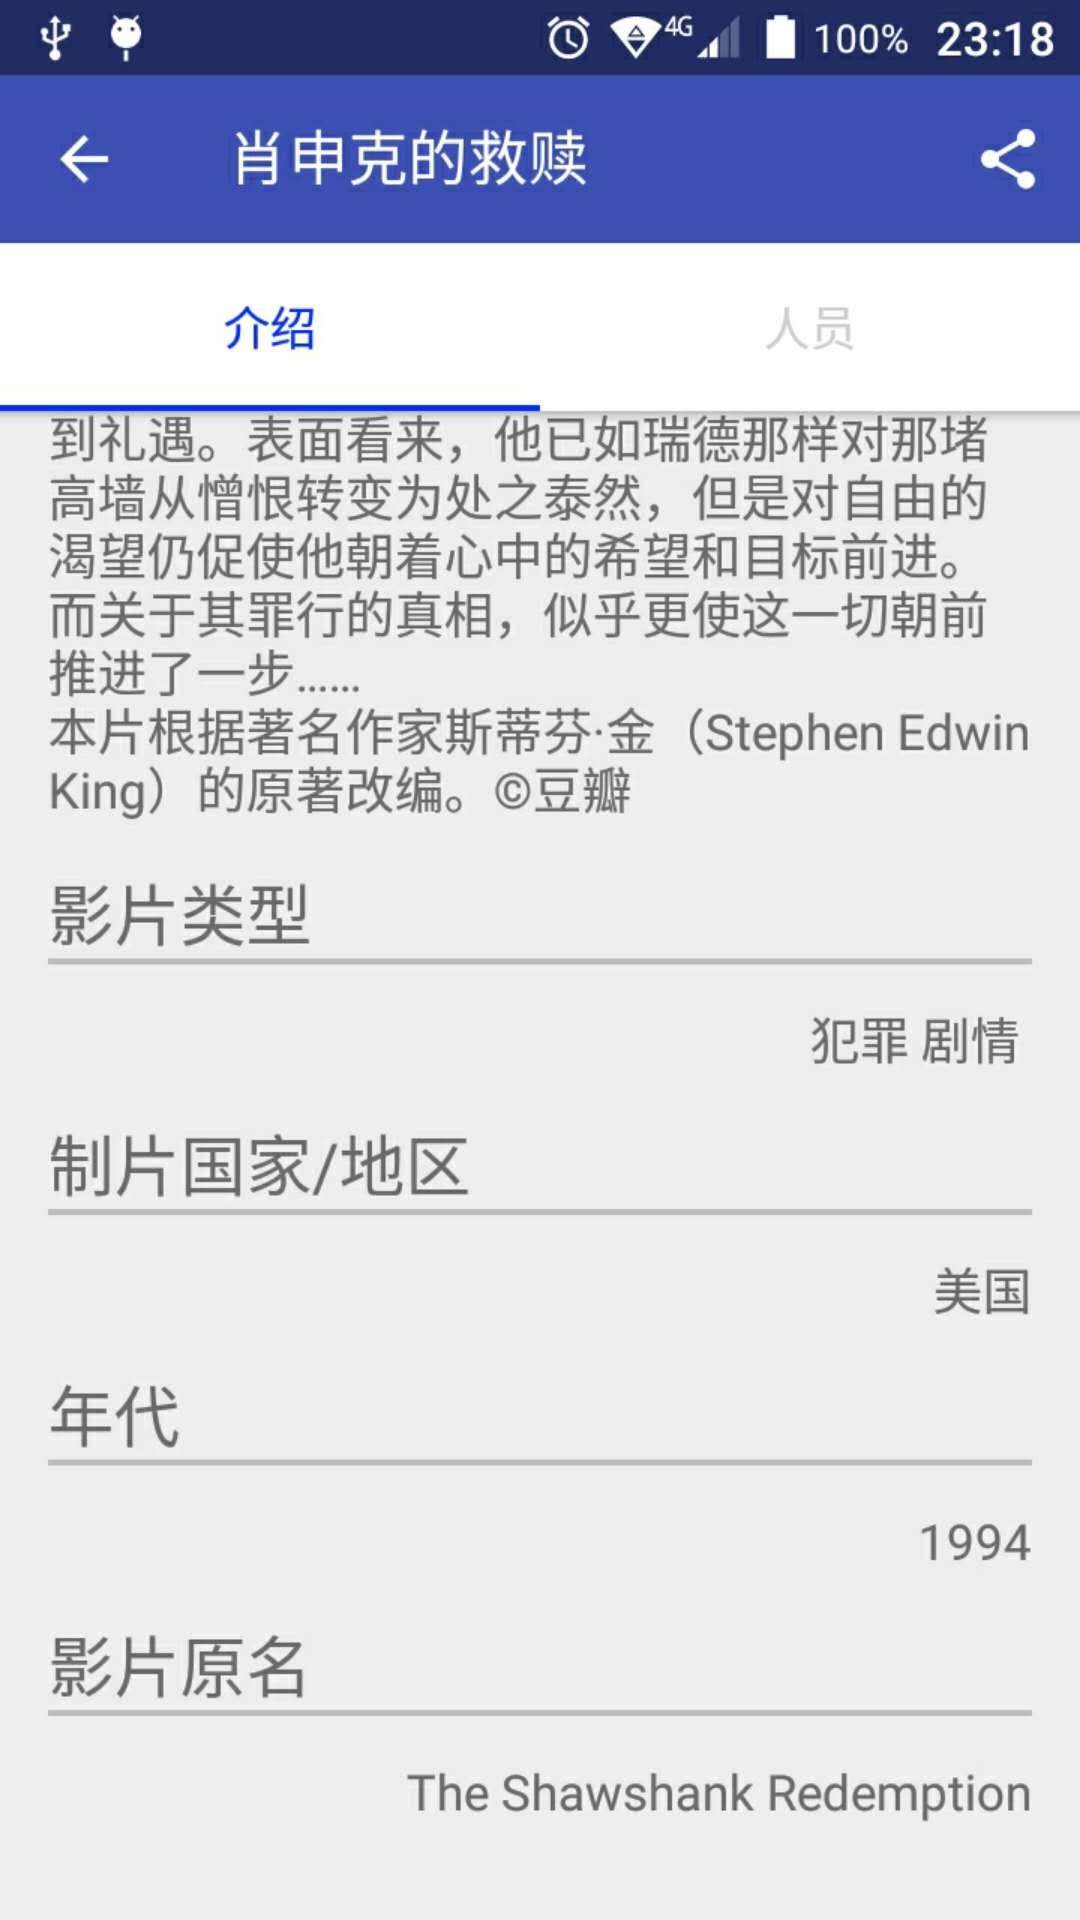 4G 100% 23:18
肖申克的救赎
介绍 人员
到礼遇。表面看来，他已如瑞德那样对那堵
高墙从憎恨转变为处之泰然，但是对自由的
渴望仍促使他朝着心中的希望和目标前进。
而关于其罪行的真相，似乎更使这一切朝前
推进了一步……
本片根据著名作家斯蒂芬·金（Stephen Edwin
King）的原著改编。©豆瓣
影片类型
犯罪 剧情
制片国家/地区
美国
年代
1994
影片原名
The Shawshank Redemption